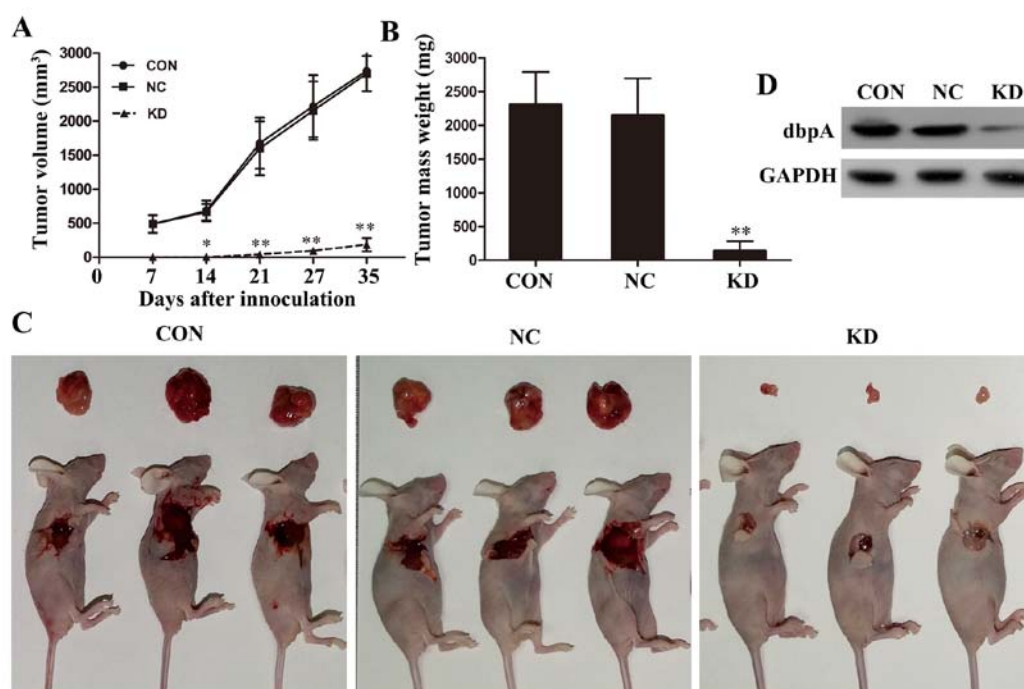 A
Tumor volume (mm³)
3000
2500
2000
1500
1000
500
0
CON
NC
KD
*
**
**
**
0 7 14 21 27 35
Days after innoculation
B
Tumor mass weight (mg)
3000
2500
2000
1500
1000
500
0
**
CON NC KD
D
CON NC KD
dbpA
GAPDH
C
CON NC KD